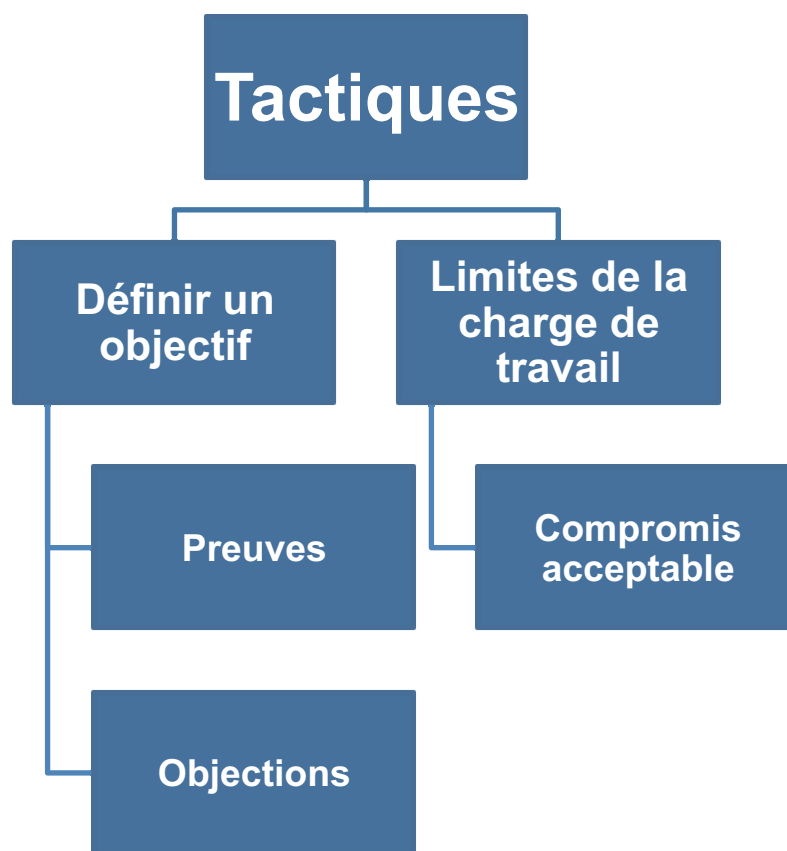 Tactiques
Définir un
objectif
Limites de la
charge de
travail
Preuves
Compromis
acceptable
Objections